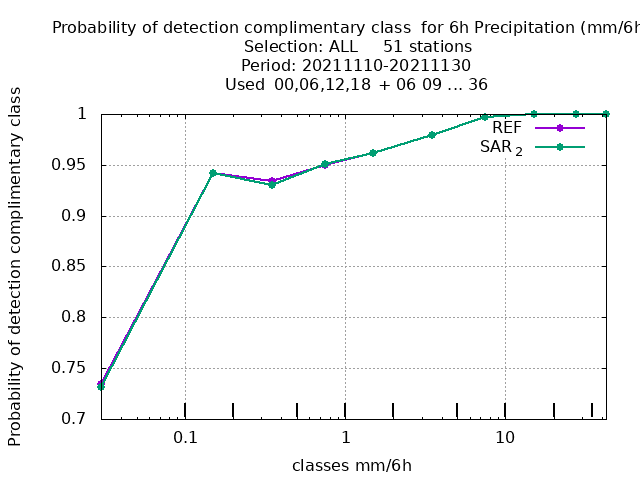 Probability of detection complimentary class  for 6h Precipitation (mm/6h
Selection: ALL     51 stations
Period: 20211110-20211130
Used  00,06,12,18  + 06 09 ... 36
Probability of detection complimentary class
1
0.95
0.9
0.85
0.8
0.75
0.7
REF
SAR 2
0.1 1 10
classes mm/6h